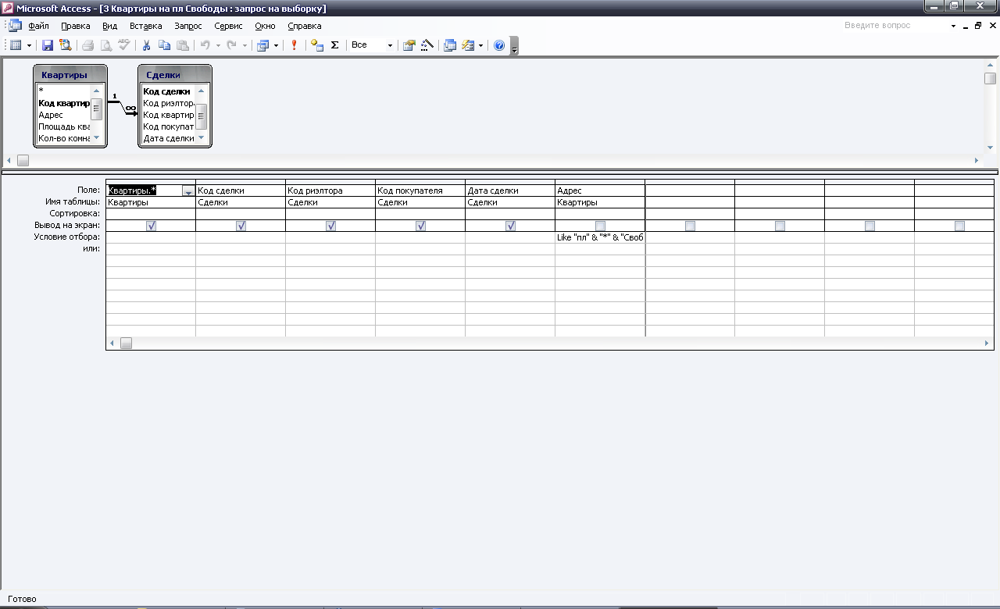 Microsoft Access - [3 Квартиры на пл Свободы : запрос на выборку]
Файл Правка Вид Вставка Запрос Сервис Окно Справка Введите вопрос
Все
Квартиры Сделки
* Код сделки
Код квартир Код риэлтор
Адрес Код квартир
Площадь ква Код покупат
Кол-во комна Дата сделки
1 ∞
Поле: Квартиры.* Код сделки Код риэлтора Код покупателя Дата сделки Адрес
Имя таблицы: Квартиры Сделки Сделки Сделки Сделки Квартиры
Сортировка:
Вывод на экран:
Условие отбора: Like "пл" & "*" & "Своб
или:
Готово